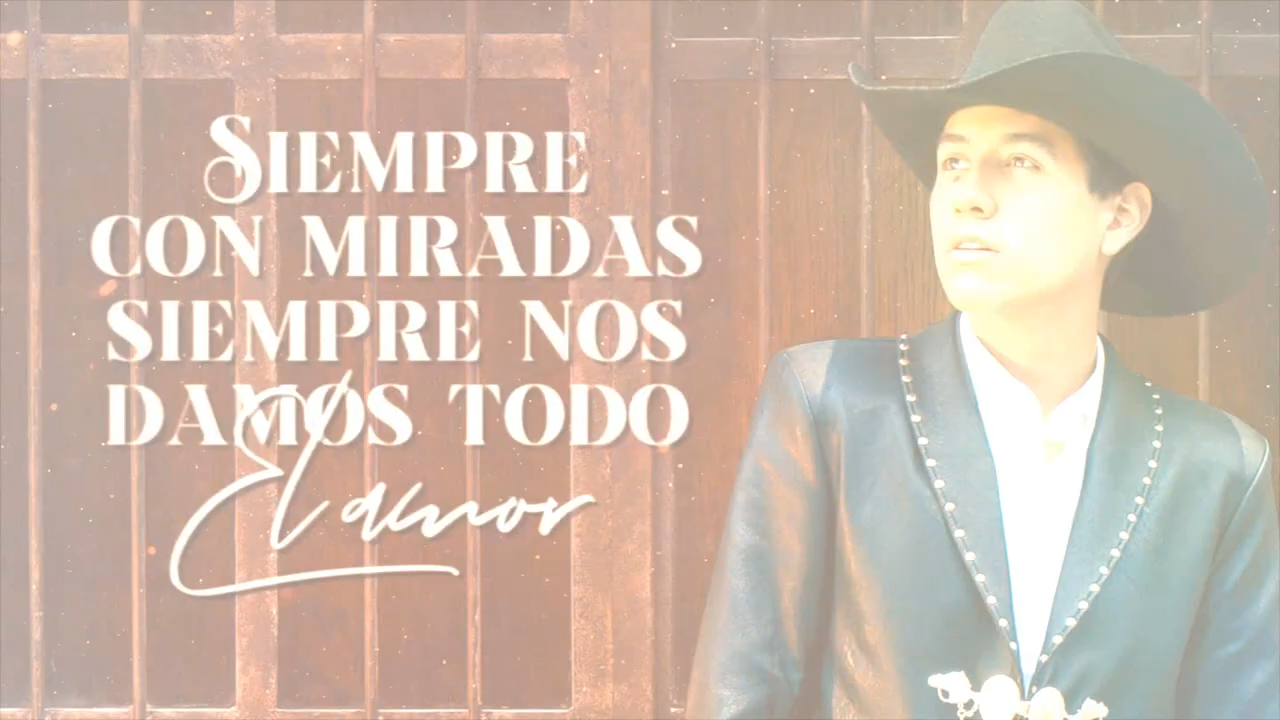 SIEMPRE
CON MIRADAS
SIEMPRE NOS
DAMOS TODO
El amor